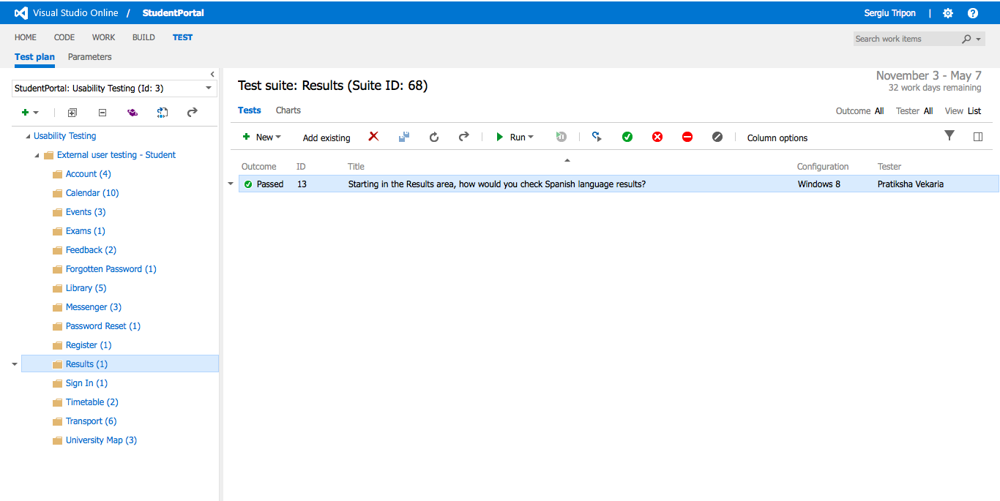 Visual Studio Online / StudentPortal
Sergiu Tripon |
HOME CODE WORK BUILD TEST
Search work items
Test plan Parameters
StudentPortal: Usability Testing (Id: 3)
Usability Testing
External user testing - Student
Account (4)
Calendar (10)
Events (3)
Exams (1)
Feedback (2)
Forgotten Password (1)
Library (5)
Messenger (3)
Password Reset (1)
Register (1)
Results (1)
Sign In (1)
Timetable (2)
Transport (6)
University Map (3)
Test suite: Results (Suite ID: 68)
November 3 - May 7
32 work days remaining
Tests Charts
Outcome All Tester All View List
New Add existing Run Column options
Outcome ID Title Configuration Tester
Passed 13 Starting in the Results area, how would you check Spanish language results? Windows 8 Pratiksha Vekaria